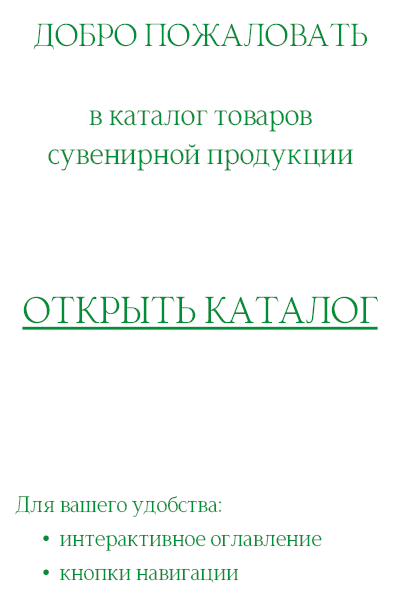 ДОБРО ПОЖАЛОВАТЬ
в каталог товаров
сувенирной продукции
ОТКРЫТЬ КАТАЛОГ
Для вашего удобства:
• интерактивное оглавление
• кнопки навигации